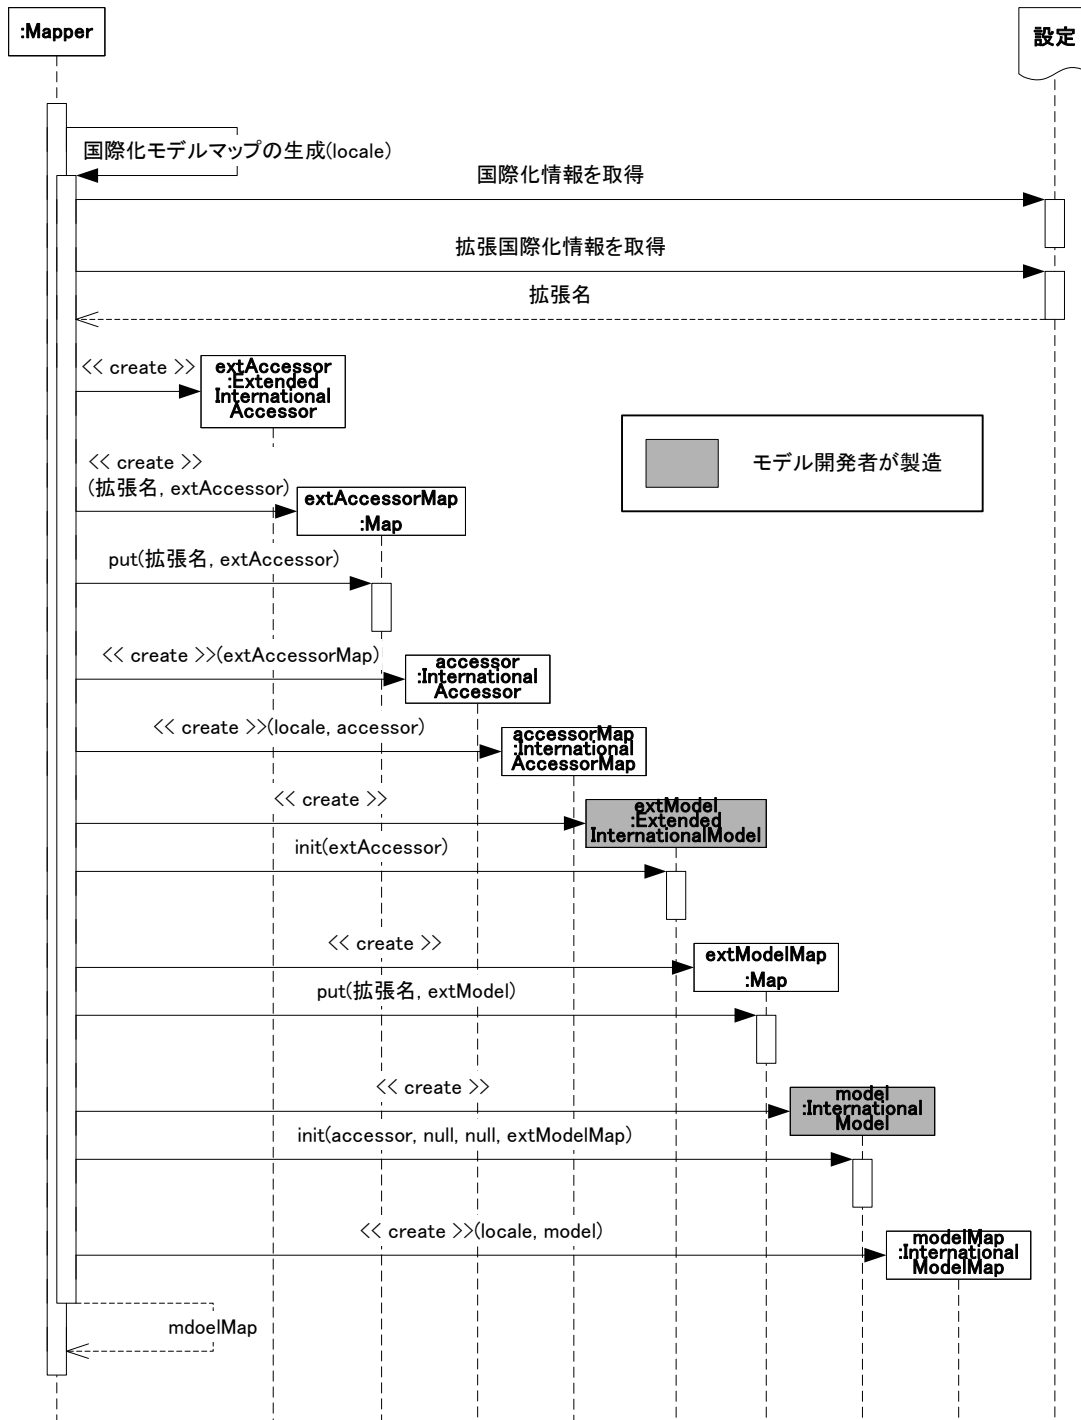 :Mapper
設定
国際化モデルマップの生成(locale)
国際化情報を取得
拡張国際化情報を取得
拡張名
<< create >>
extAccessor
:Extended
International
Accessor
<< create >>
(拡張名, extAccessor)
extAccessorMap
:Map
モデル開発者が製造
put(拡張名, extAccessor)
<< create >>(extAccessorMap)
accessor
:International
Accessor
<< create >>(locale, accessor)
accessorMap
:International
AccessorMap
<< create >>
extModel
:Extended
InternationalModel
init(extAccessor)
<< create >>
extModelMap
:Map
put(拡張名, extModel)
<< create >>
model
:International
Model
init(accessor, null, null, extModelMap)
<< create >>(locale, model)
modelMap
:International
ModelMap
mdoelMap